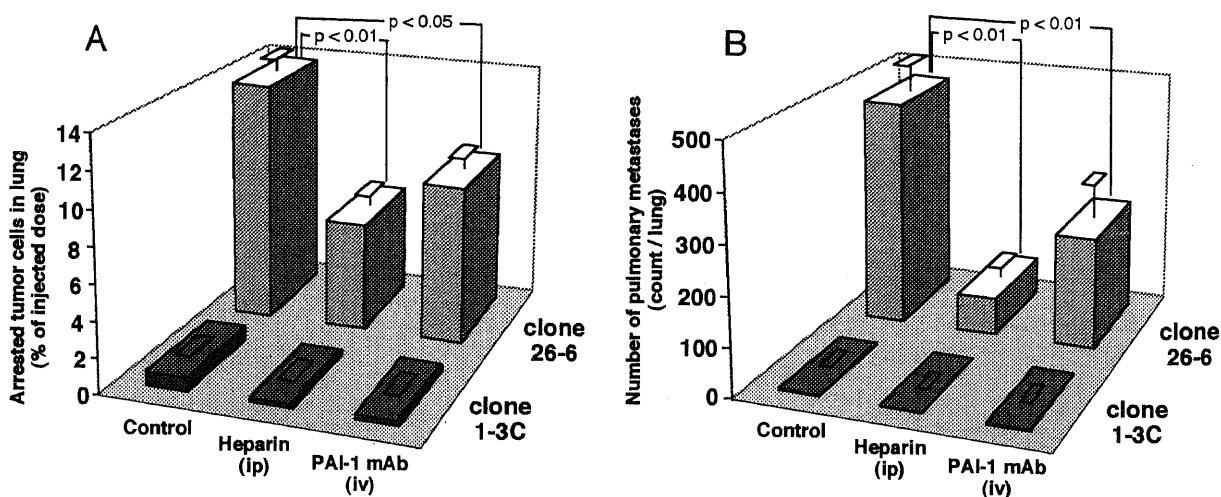 A
p < 0.05
p < 0.01
Arrested tumor cells in lung
(% of injected dose)
14
12
10
8
6
4
2
0
Control
Heparin
(ip)
PAI-1 mAb
(iv)
clone
26-6
clone
1-3C
B
p < 0.01
p < 0.01
Number of pulmonary metastases
(count / lung)
500
400
300
200
100
0
Control
Heparin
(ip)
PAI-1 mAb
(iv)
clone
26-6
clone
1-3C